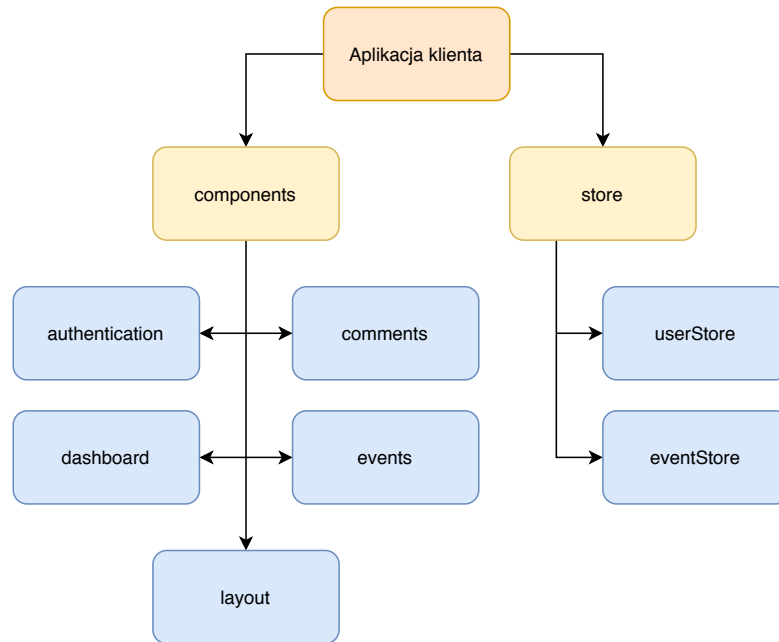 Aplikacja klienta
components
store
authentication
comments
userStore
dashboard
events
eventStore
layout